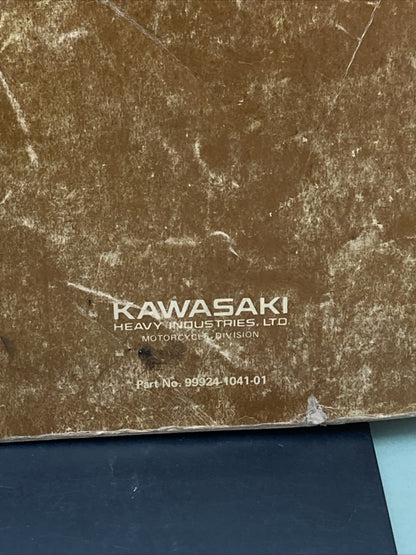 KAWASAKI
HEAVY INDUSTRIES, LTD.
MOTORCYCLE DIVISION
Part No. 99924-1041-01